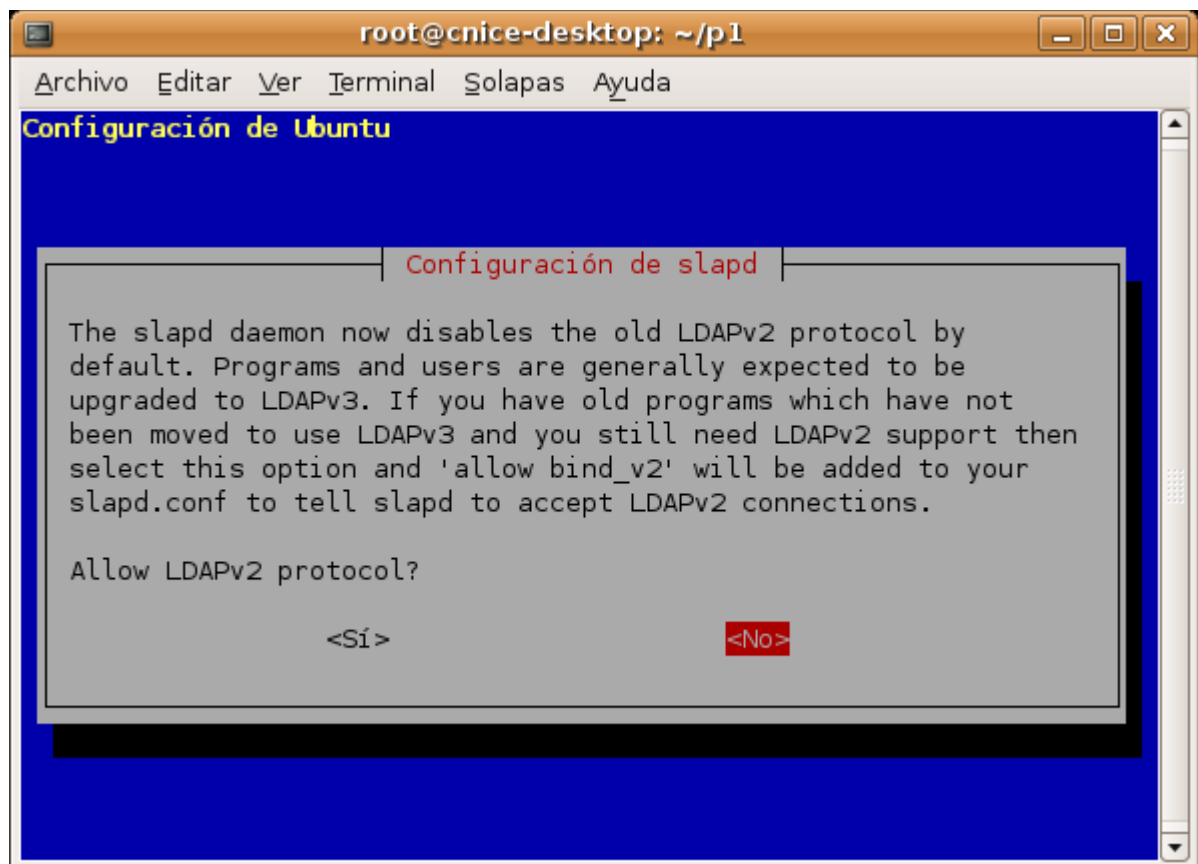 root@cnice-desktop: ~/p1
Archivo Editar Ver Terminal Solapas Ayuda
Configuración de Ubuntu
Configuración de slapd
The slapd daemon now disables the old LDAPv2 protocol by
default. Programs and users are generally expected to be
upgraded to LDAPv3. If you have old programs which have not
been moved to use LDAPv3 and you still need LDAPv2 support then
select this option and 'allow bind_v2' will be added to your
slapd.conf to tell slapd to accept LDAPv2 connections.
Allow LDAPv2 protocol?
<Sí> <No>